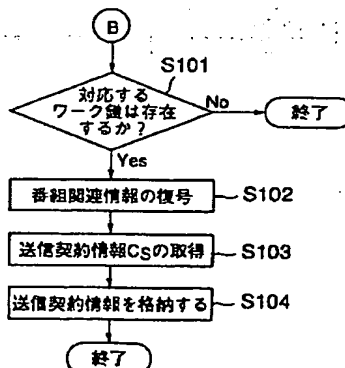 B
S101
対応する
ワーク鍵は存在
するか?
No
終了
Yes
番組関連情報の復号
S102
送信契約情報CSの取得
S103
送信契約情報を格納する
S104
終了